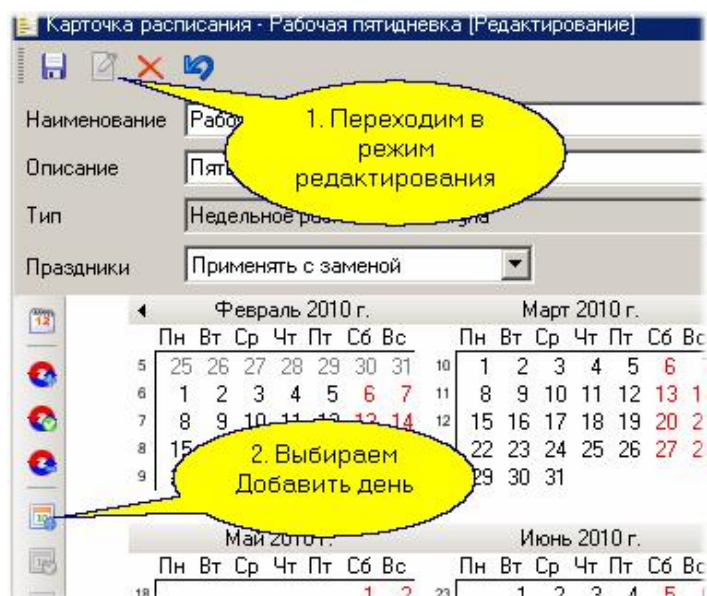 Карточка расписания - Рабочая пятидневка [Редактирование]
Наименование
1. Переходим в
режим
редактирования
Описание
Тип Недельное
Праздники Применять с заменой
12
Февраль 2010 г. Март 2010 г.
Пн Вт Ср Чт Пт Сб Вс Пн Вт Ср Чт Пт Сб Вс
5 25 26 27 28 29 30 31 10 1 2 3 4 5 6
6 1 2 3 4 5 6 7 11 8 9 10 11 12 13
7 8 9 10 11 12 13 14 12 15 16 17 18 19 20
8 15 22 23 24 25 26 27
9 29 30 31
2. Выбираем
Добавить день
10
Май 2010 г. Июнь 2010 г.
Пн Вт Ср Чт Пт Сб Вс Пн Вт Ср Чт Пт Сб Вс
18 1 2 23 1 2 3 4 5